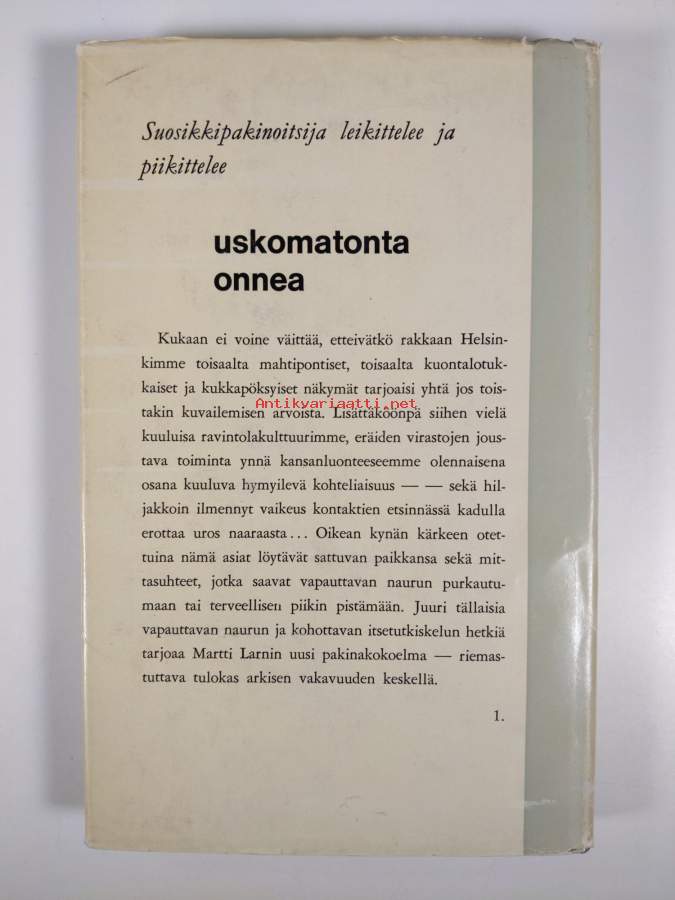 Suosikkipakinoitsija leikittelee ja
piikittelee
uskomatonta
onnea
Kukaan ei voine väittää, etteivätkö rakkaan Helsin-
kimme toisaalta mahtipontiset, toisaalta kuontalotuk-
kaiset ja kukkapöksyiset näkymät tarjoaisi yhtä jos tois-
takin kuvailemisen arvoista. Lisättäköönpä siihen vielä
Antikvariaatti.net
kuuluisa ravintolakulttuurimme, eräiden virastojen jous-
tava toiminta ynnä kansanluonteeseemme olennaisena
osana kuuluva hymyilevä kohteliaisuus — — sekä hil-
jakkoin ilmennyt vaikeus kontaktien etsinnässä kadulla
erottaa uros naaraasta... Oikean kynän kärkeen otet-
tuina nämä asiat löytävät sattuvan paikkansa sekä mit-
tasuhteet, jotka saavat vapauttavan naurun purkautu-
maan tai terveellisen piikin pistämään. Juuri tällaisia
vapauttavan naurun ja kohottavan itsetutkiskelun hetkiä
tarjoaa Martti Larnin uusi pakinakokoelma — riemas-
tuttava tulokas arkisen vakavuuden keskellä.
1.